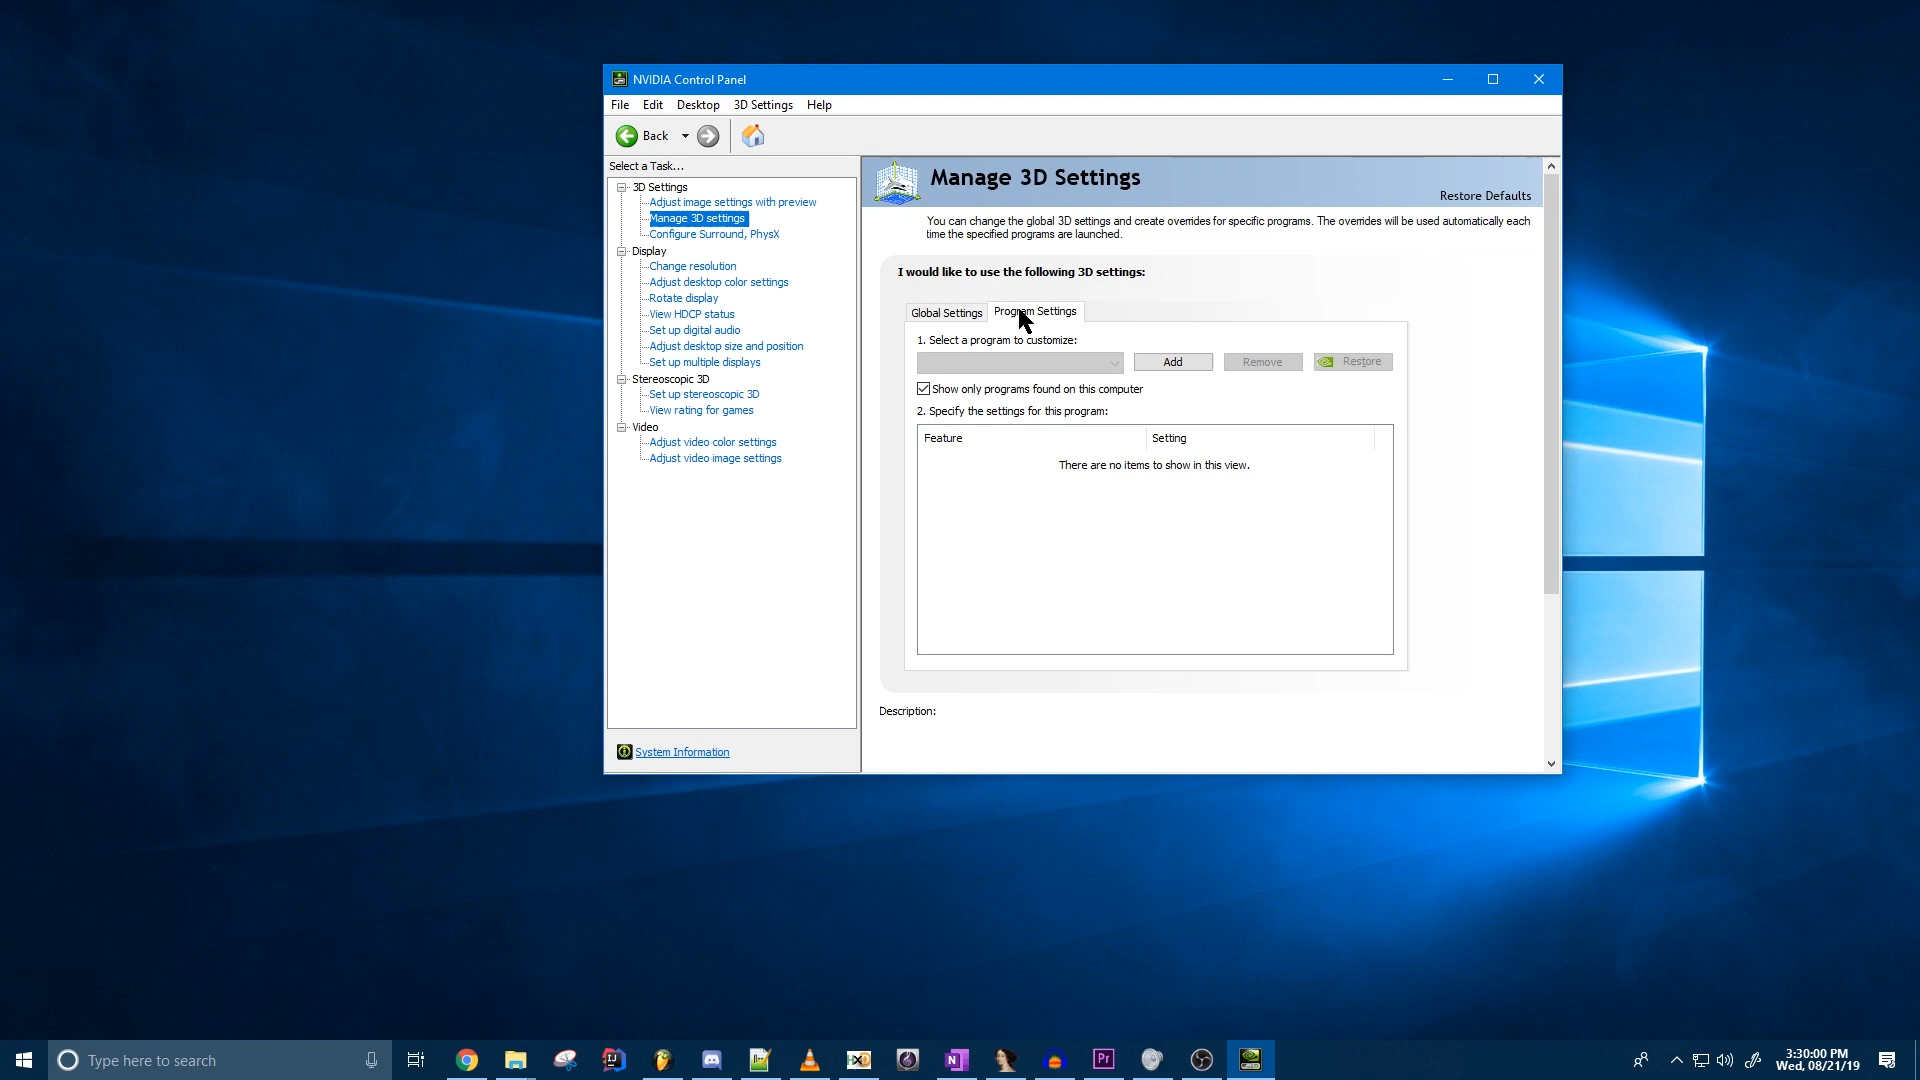 NVIDIA Control Panel
File Edit Desktop 3D Settings Help
Back
Select a Task...
3D Settings
Adjust image settings with preview
Manage 3D settings
Configure Surround, PhysX
Display
Change resolution
Adjust desktop color settings
Rotate display
View HDCP status
Set up digital audio
Adjust desktop size and position
Set up multiple displays
Stereoscopic 3D
Set up stereoscopic 3D
View rating for games
Video
Adjust video color settings
Adjust video image settings
System Information
Manage 3D Settings
Restore Defaults
You can change the global 3D settings and create overrides for specific programs. The overrides will be used automatically each
time the specified programs are launched.
I would like to use the following 3D settings:
Global Settings Program Settings
1. Select a program to customize:
Add Remove Restore
Show only programs found on this computer
2. Specify the settings for this program:
Feature Setting
There are no items to show in this view.
Description:
Type here to search
IJ
N
Pr
3:30:00 PM
Wed, 08/21/19